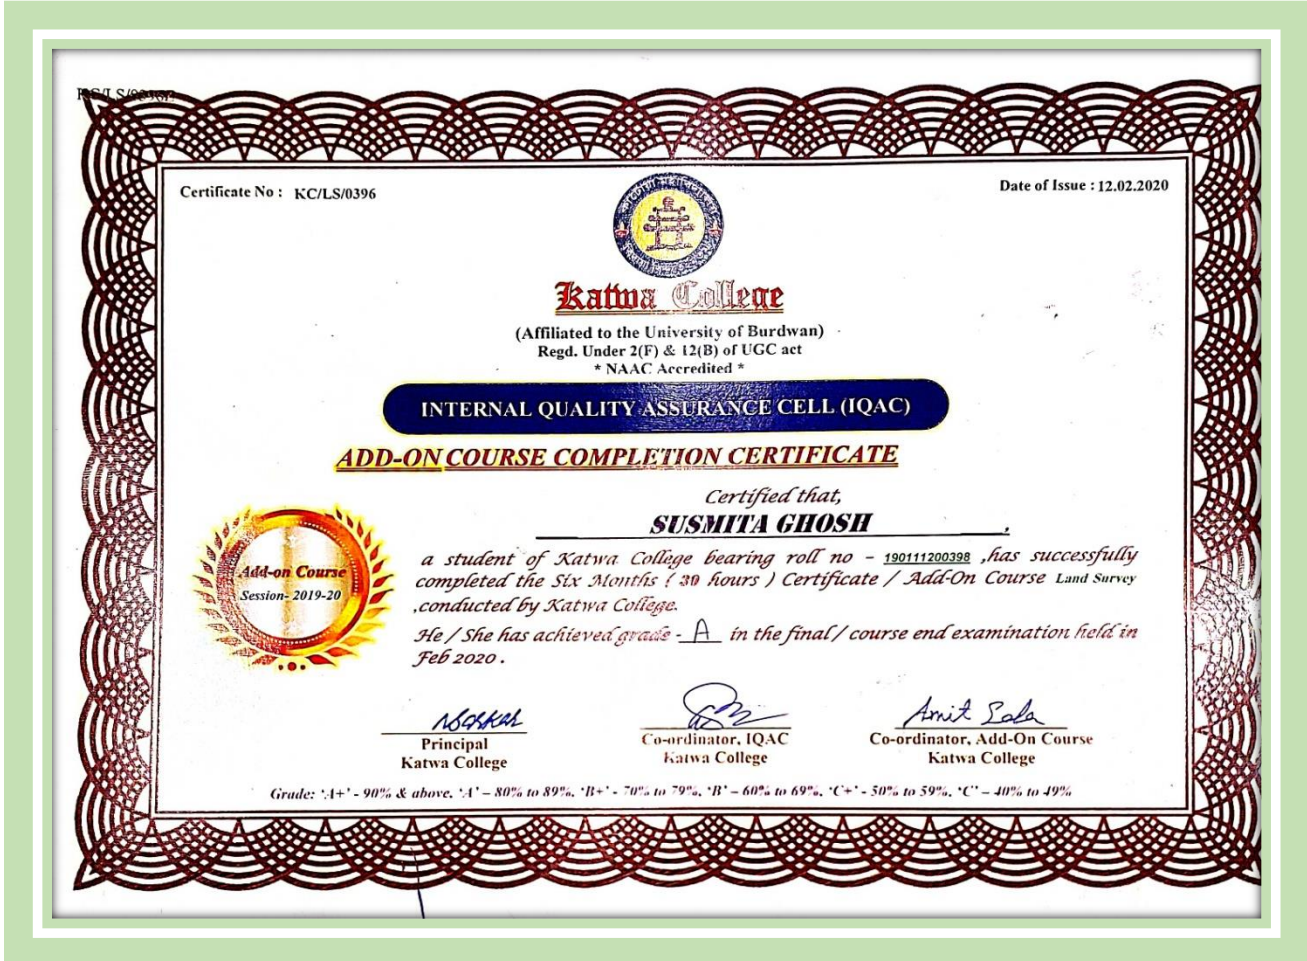 Certificate No : KC/LS/0396
Date of Issue : 12.02.2020
Katwa College
(Affiliated to the University of Burdwan)
Regd. Under 2(F) & 12(B) of UGC act
* NAAC Accredited *
INTERNAL QUALITY ASSURANCE CELL (IQAC)
ADD-ON COURSE COMPLETION CERTIFICATE
Certified that,
SUSMITA GHOSH ,
Add-on Course
Session- 2019-20
a student of Katwa College bearing roll no – 190111200398 ,has successfully
completed the Six Months ( 30 hours ) Certificate / Add-On Course Land Survey
,conducted by Katwa College.
He / She has achieved grade - A in the final / course end examination held in
Feb 2020 .
Amit
Principal
Katwa College
Co-ordinator, IQAC
Katwa College
Co-ordinator, Add-On Course
Katwa College
Grade: 'A+' - 90% & above, 'A' – 80% to 89%, 'B+' - 70% to 79%, 'B' – 60% to 69%, 'C+' - 50% to 59%, 'C' – 40% to 49%